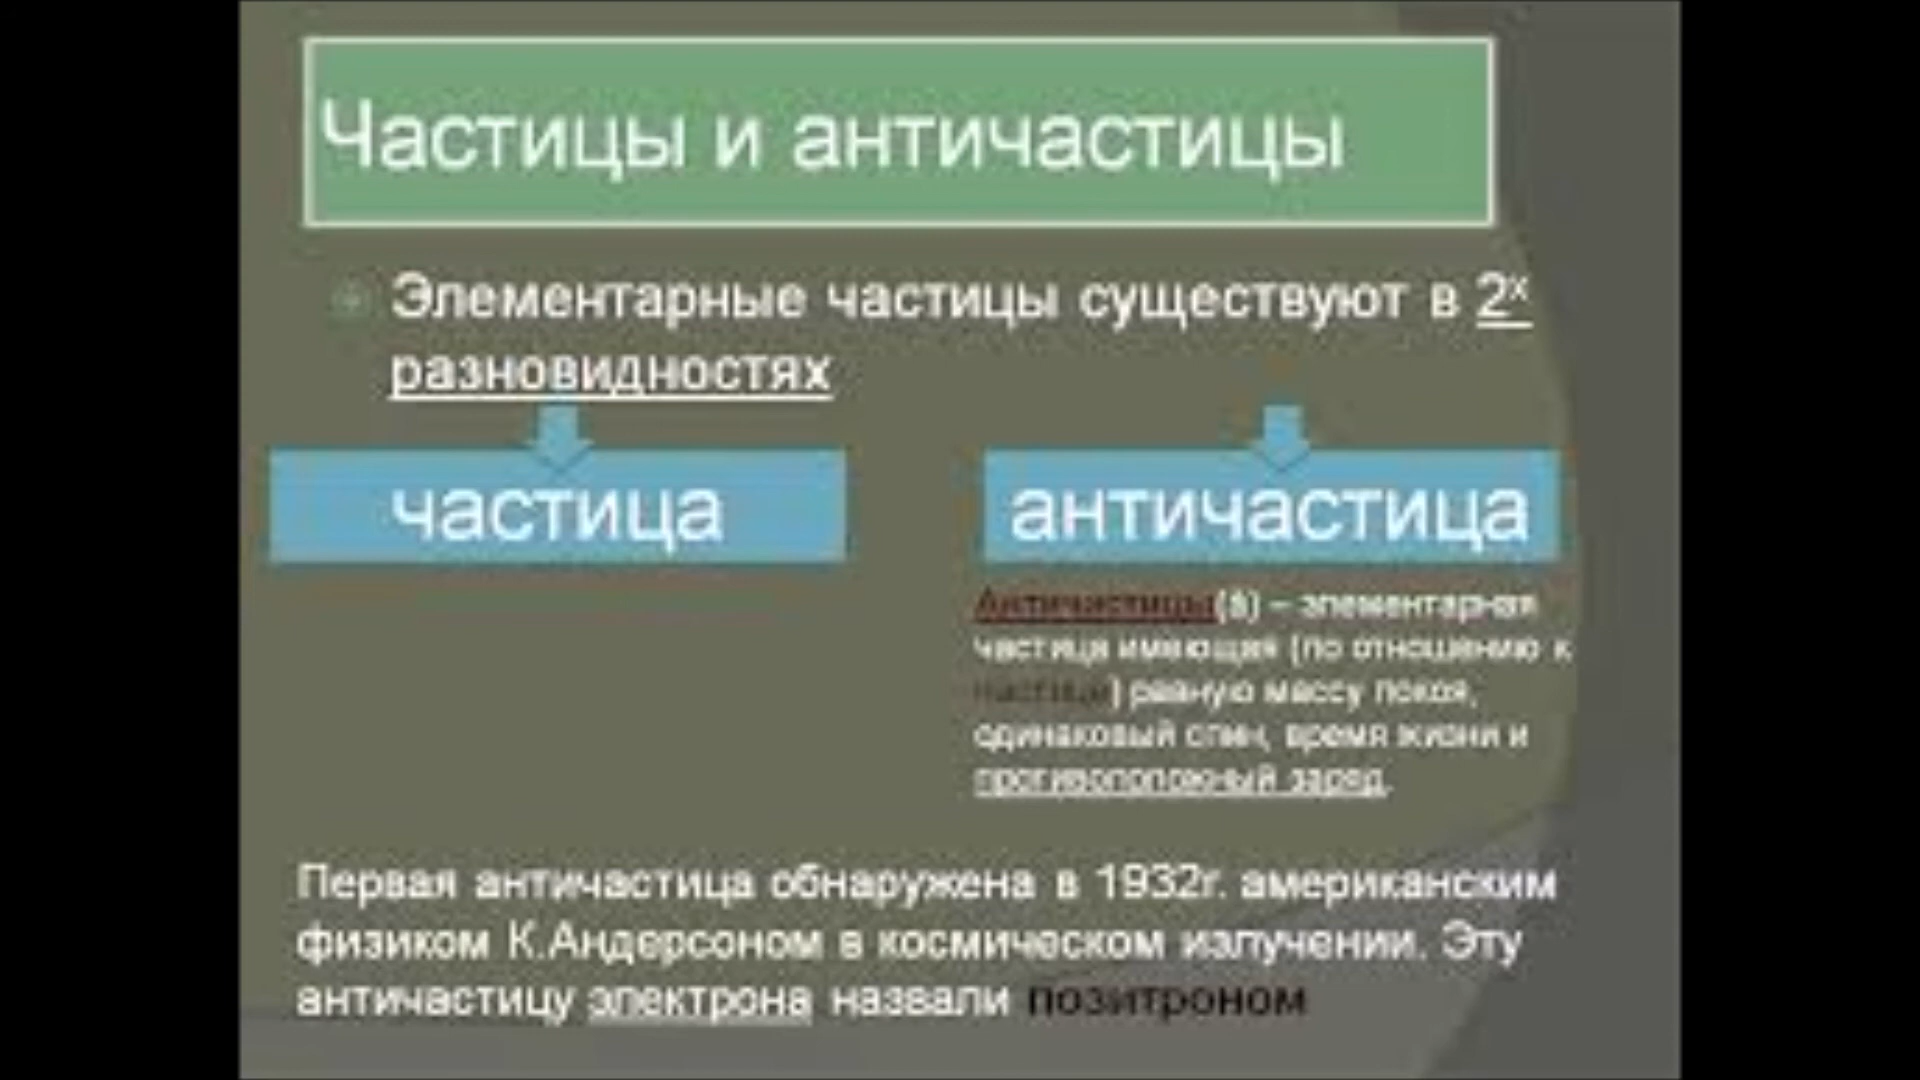 Частицы и античастицы
Элементарные частицы существуют в 2х
разновидностях
частица
античастица
Античастицы(ā) – элементарная
частица имеющая (по отношению к
частице) равную массу покоя,
одинаковый спин, время жизни и
противоположный заряд.
Первая античастица обнаружена в 1932г. американским
физиком К.Андерсоном в космическом излучении. Эту
античастицу электрона назвали позитроном